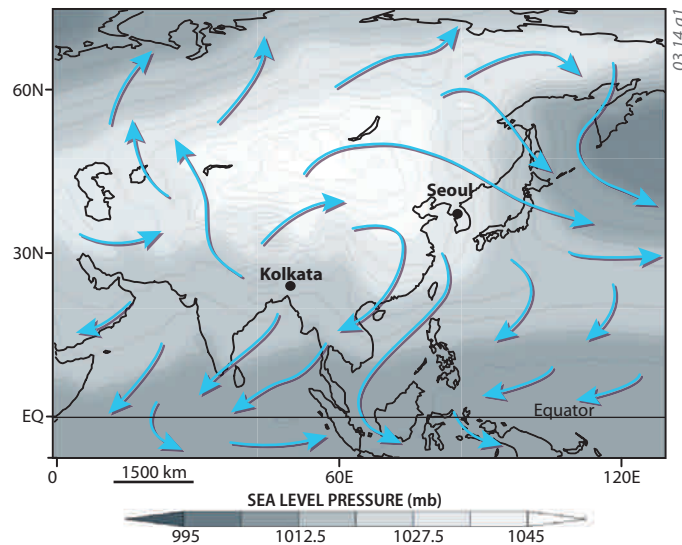 03.14.a1
60N
Seoul
30N
Kolkata
EQ
Equator
0
60E
120E
1500 km
SEA LEVEL PRESSURE (mb)
995
1012.5
1027.5
1045